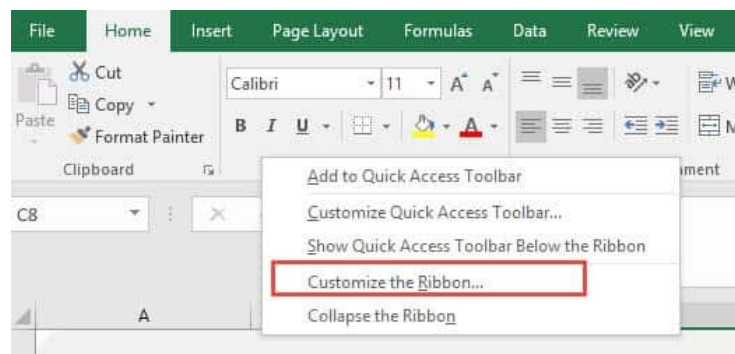 File Home Insert Page Layout Formulas Data Review View
Cut
Calibri 11 A A W
Copy
Paste
Format Painter
B I U A M
Clipboard
Add to Quick Access Toolbar
C8
Customize Quick Access Toolbar...
Show Quick Access Toolbar Below the Ribbon
Customize the Ribbon...
A
Collapse the Ribbon